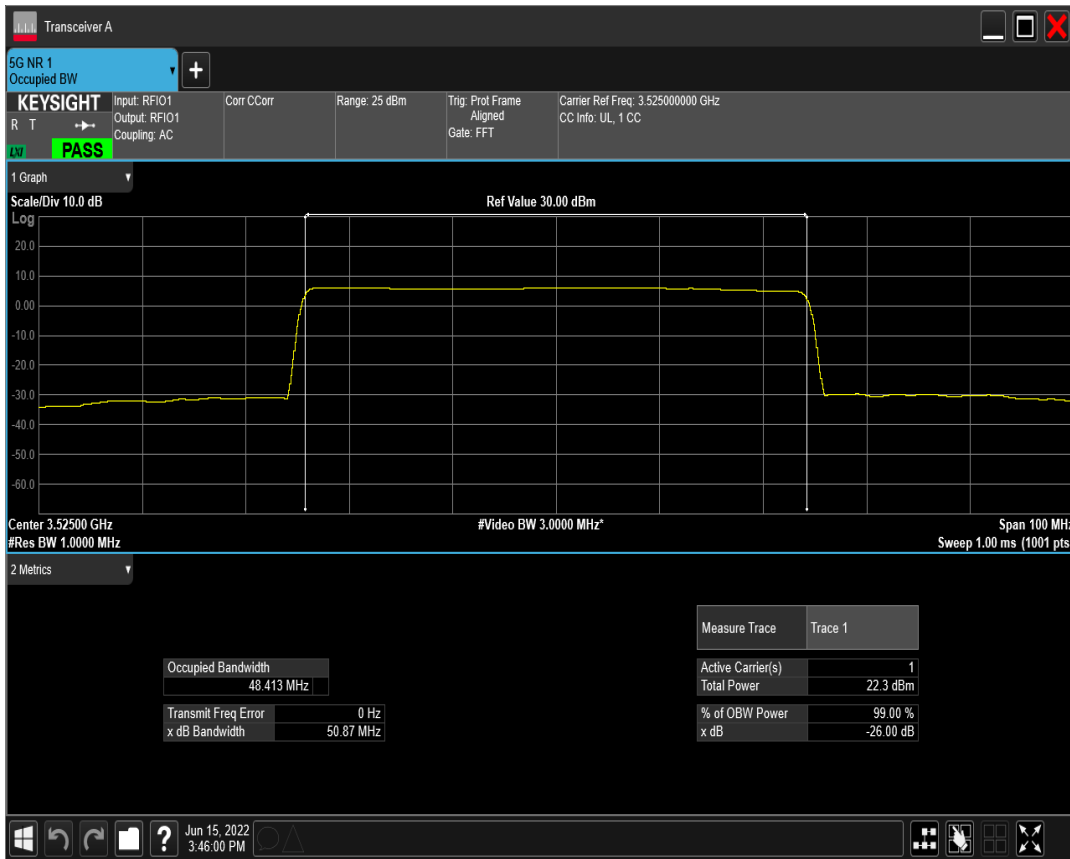 Transceiver A
5G NR 1
Occupied BW
KEYSIGHT
R T
LXI
PASS
Input: RFIO1
Output: RFIO1
Coupling: AC
Corr CCorr
Range: 25 dBm
Trig: Prot Frame
Aligned
Gate: FFT
Carrier Ref Freq: 3.525000000 GHz
CC Info: UL, 1 CC
1 Graph
Scale/Div 10.0 dB
Ref Value 30.00 dBm
Log
20.0
10.0
0.00
-10.0
-20.0
-30.0
-40.0
-50.0
-60.0
Center 3.52500 GHz
#Video BW 3.0000 MHz*
Span 100 MHz
#Res BW 1.0000 MHz
Sweep 1.00 ms (1001 pts
2 Metrics
Measure Trace Trace 1
Occupied Bandwidth
48.413 MHz
Active Carrier(s) 1
Total Power 22.3 dBm
Transmit Freq Error 0 Hz
x dB Bandwidth 50.87 MHz
% of OBW Power 99.00 %
x dB -26.00 dB
?
Jun 15, 2022
3:46:00 PM